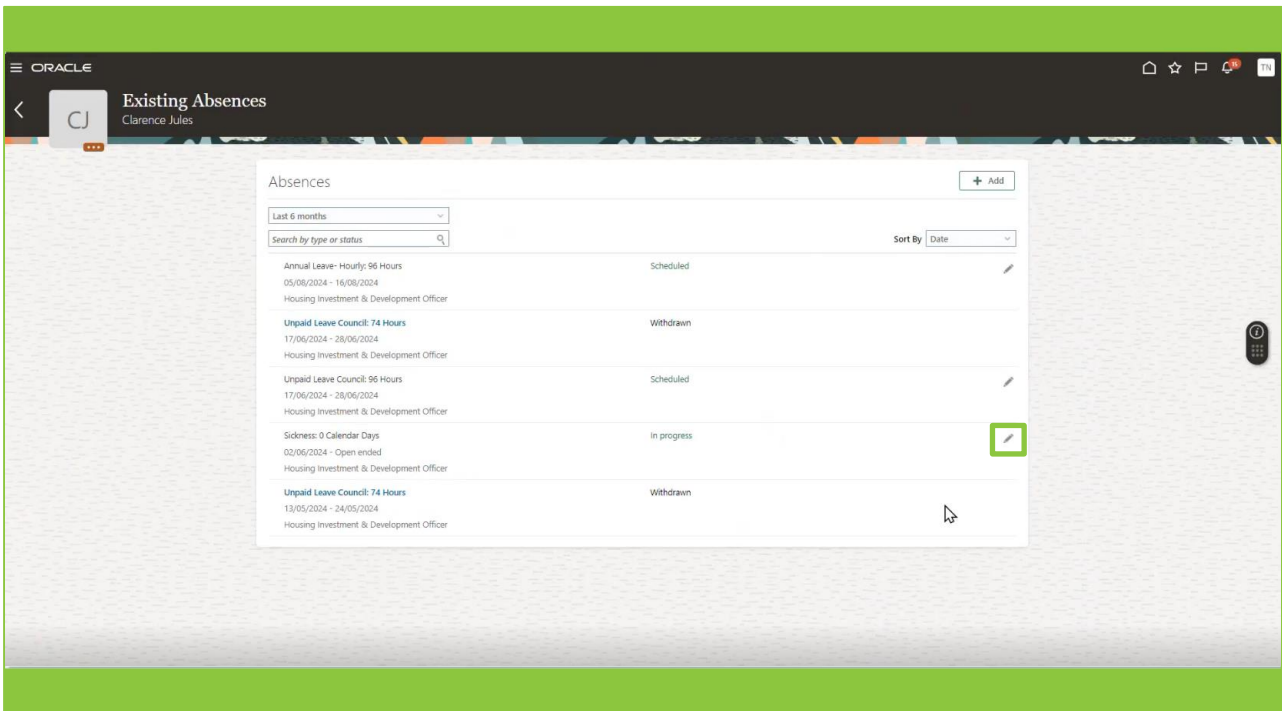 ORACLE
15
TN
CJ
Existing Absences
Clarence Jules
Absences
+ Add
Last 6 months
Search by type or status
Sort By Date
Annual Leave- Hourly: 96 Hours
Scheduled
05/08/2024 - 16/08/2024
Housing Investment & Development Officer
Unpaid Leave Council: 74 Hours
Withdrawn
17/06/2024 - 28/06/2024
Housing Investment & Development Officer
Unpaid Leave Council: 96 Hours
Scheduled
17/06/2024 - 28/06/2024
Housing Investment & Development Officer
Sickness: 0 Calendar Days
In progress
02/06/2024 - Open ended
Housing Investment & Development Officer
Unpaid Leave Council: 74 Hours
Withdrawn
13/05/2024 - 24/05/2024
Housing Investment & Development Officer